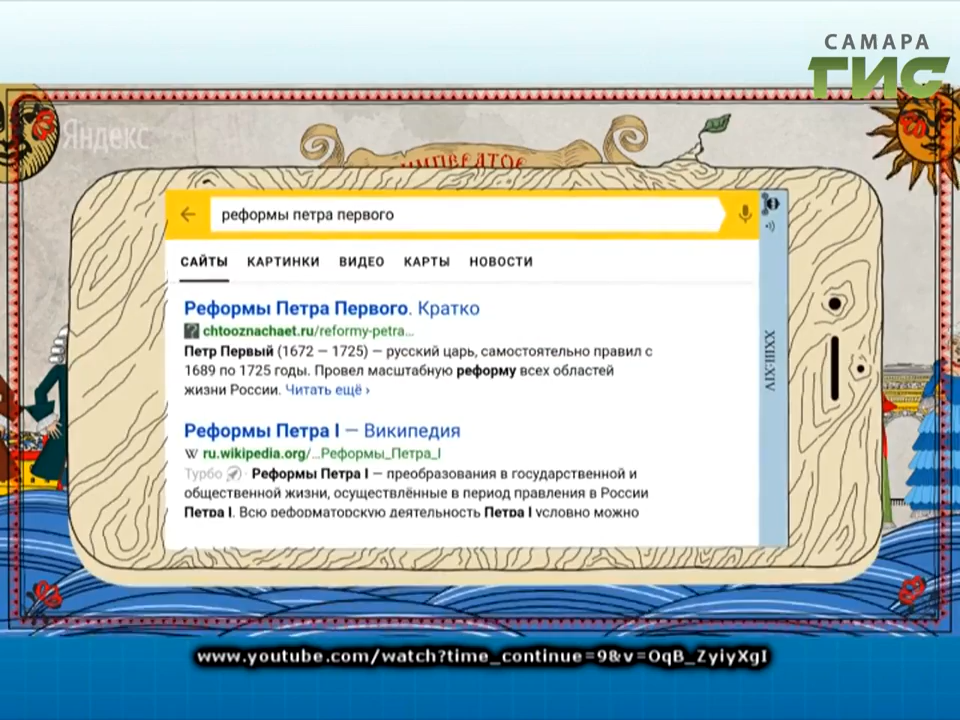 САМАРА
ГИС
Яндекс
ИМПЕРАТОР
реформы петра первого
САЙТЫ КАРТИНКИ ВИДЕО КАРТЫ НОВОСТИ
Реформы Петра Первого. Кратко
chtooznachaet.ru/reformy-petra...
Петр Первый (1672 — 1725) — русский царь, самостоятельно правил с
1689 по 1725 годы. Провел масштабную реформу всех областей
жизни России. Читать ещё ›
Реформы Петра I — Википедия
W ru.wikipedia.org/...Реформы_Петра_I
Турбо · Реформы Петра I — преобразования в государственной и
общественной жизни, осуществлённые в период правления в России
Петра I. Всю реформаторскую деятельность Петра I условно можно
XIX:XXIII
www.youtube.com/watch?time_continue=9&v=OqB_ZyiyXgI